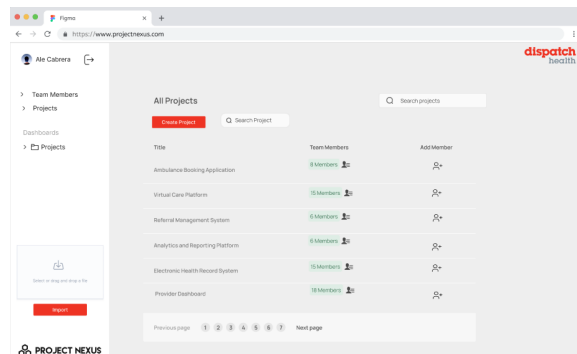 Figmo
https://www.projectnexus.com
dispatch
health
Ale Cabrera
Team Members
Projects
Dashboards
Projects
Select or drag and drop a file
Import
PROJECT NEXUS
All Projects
Search projects
Create Project
Search Project
Title
Team Members
Add Member
Ambulance Booking Application
8 Members
Virtual Care Platform
15 Members
Referral Management System
6 Members
Analytics and Reporting Platform
6 Members
Electronic Health Record System
15 Members
Provider Dashboard
18 Members
Previous page 1 2 3 4 5 6 7 Next page